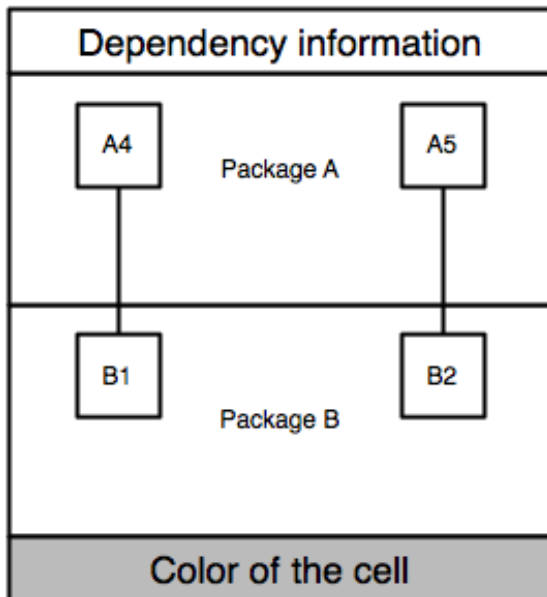 Dependency information
A4
A5
Package A
B1
B2
Package B
Color of the cell